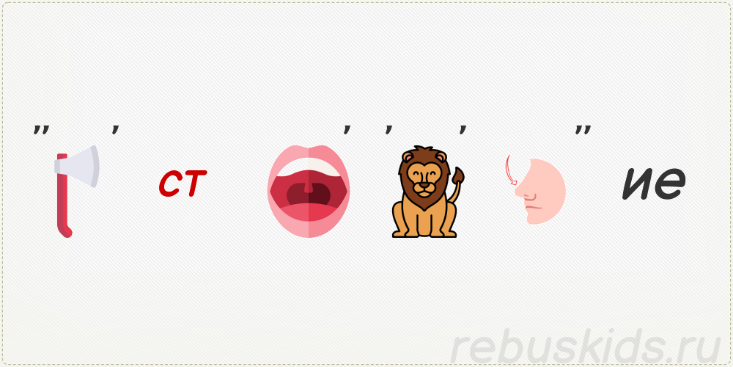 ,, , ст , , , ,, ие
rebuskids.ru